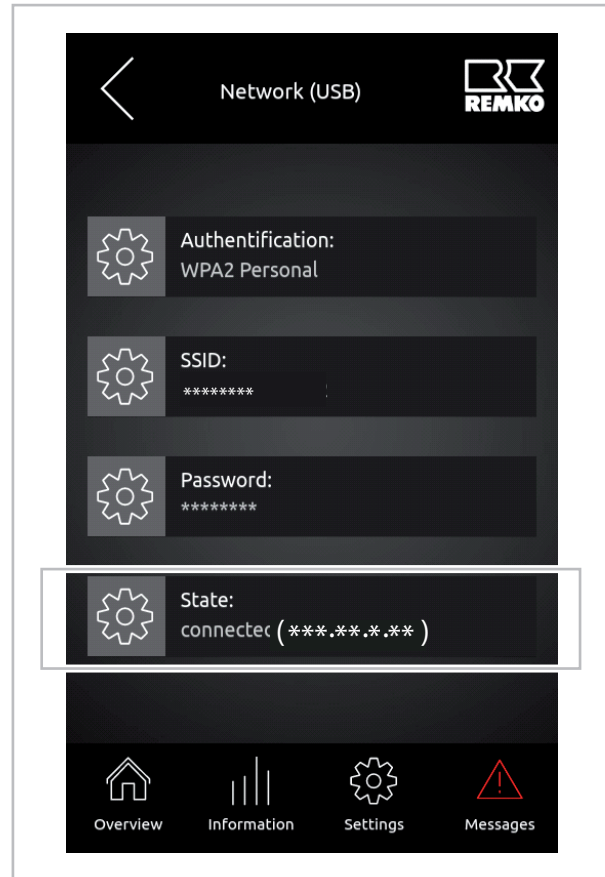 Network (USB)
REMKO
Authentification:
WPA2 Personal
SSID:
********
Password:
********
State:
connectec (***.**.*.**)
Overview
Information
Settings
Messages